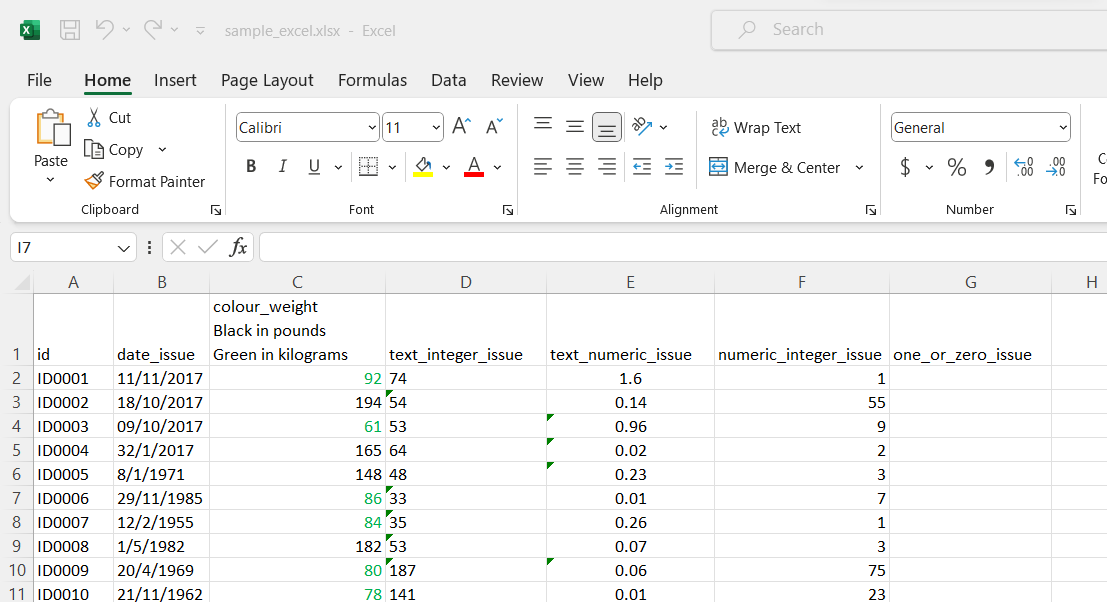 sample_excel.xlsx - Excel
Search
File Home Insert Page Layout Formulas Data Review View Help
Paste
Cut
Copy
Format Painter
Clipboard
Calibri 11
B I U A
Font
Wrap Text
Merge & Center
Alignment
General
$ % , .00 .00
Number
Co
Fo
I7 fx
A B C D E F G H
colour_weight
Black in pounds
Green in kilograms
1 id date_issue text_integer_issue text_numeric_issue numeric_integer_issue one_or_zero_issue
2 ID0001 11/11/2017 92 74 1.6 1
3 ID0002 18/10/2017 194 54 0.14 55
4 ID0003 09/10/2017 61 53 0.96 9
5 ID0004 32/1/2017 165 64 0.02 2
6 ID0005 8/1/1971 148 48 0.23 3
7 ID0006 29/11/1985 86 33 0.01 7
8 ID0007 12/2/1955 84 35 0.26 1
9 ID0008 1/5/1982 182 53 0.07 3
10 ID0009 20/4/1969 80 187 0.06 75
11 ID0010 21/11/1962 78 141 0.01 23